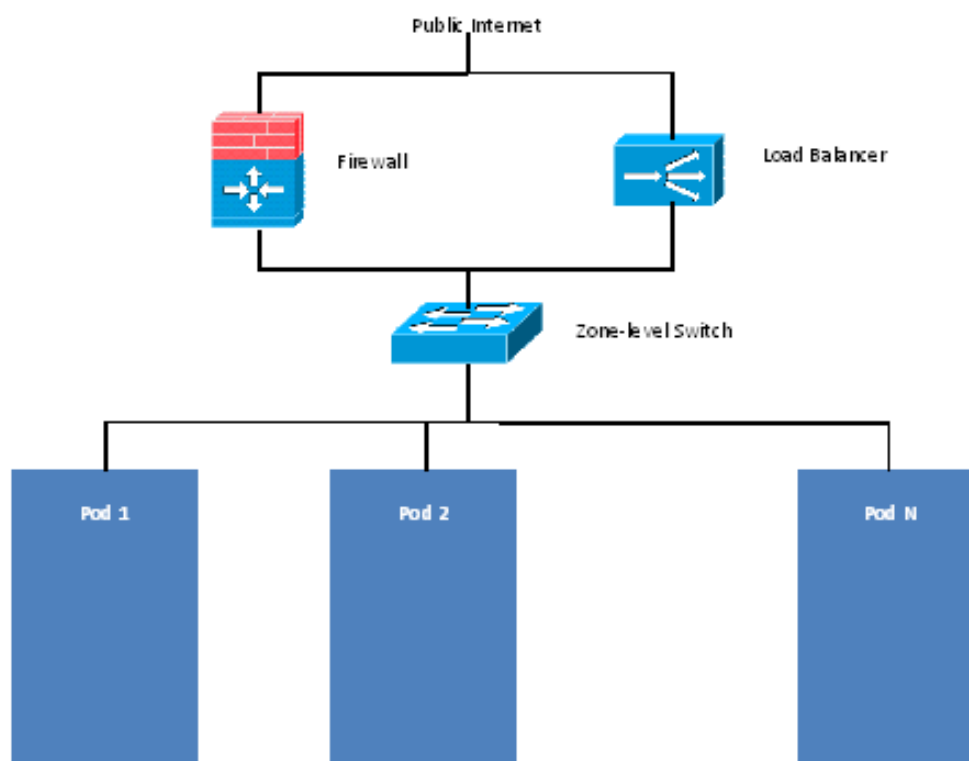 Public Internet
Firewall
Load Balancer
Zone-level Switch
Pod 1
Pod 2
Pod N